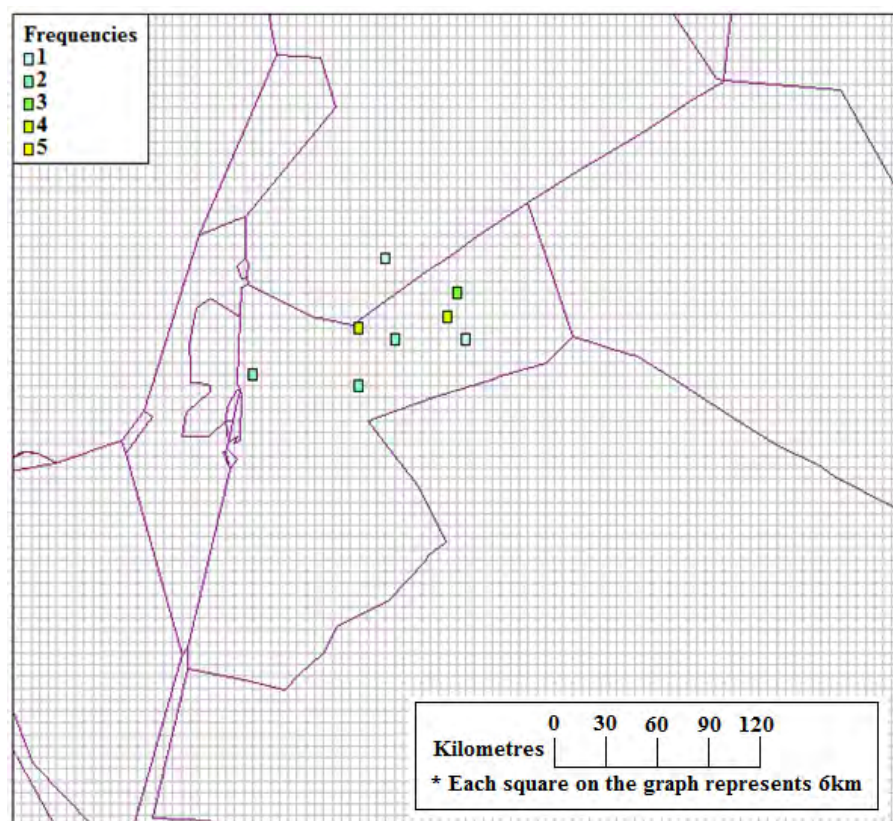 Frequencies
1
2
3
4
5
0 30 60 90 120
Kilometres
* Each square on the graph represents 6km